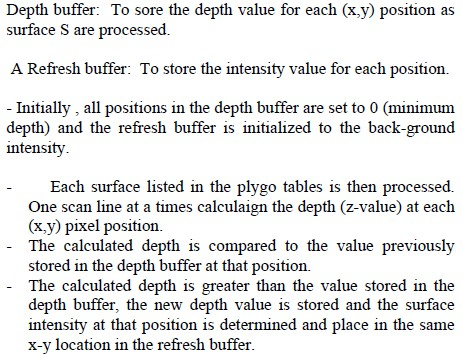 Depth buffer: To sore the depth value for each (x,y) position as
surface S are processed.
A Refresh buffer: To store the intensity value for each position.
- Initially , all positions in the depth buffer are set to 0 (minimum
depth) and the refresh buffer is initialized to the back-ground
intensity.
- Each surface listed in the plygo tables is then processed.
One scan line at a times calculaign the depth (z-value) at each
(x,y) pixel position.
- The calculated depth is compared to the value previously
stored in the depth buffer at that position.
- The calculated depth is greater than the value stored in the
depth buffer, the new depth value is stored and the surface
intensity at that position is determined and place in the same
x-y location in the refresh buffer.